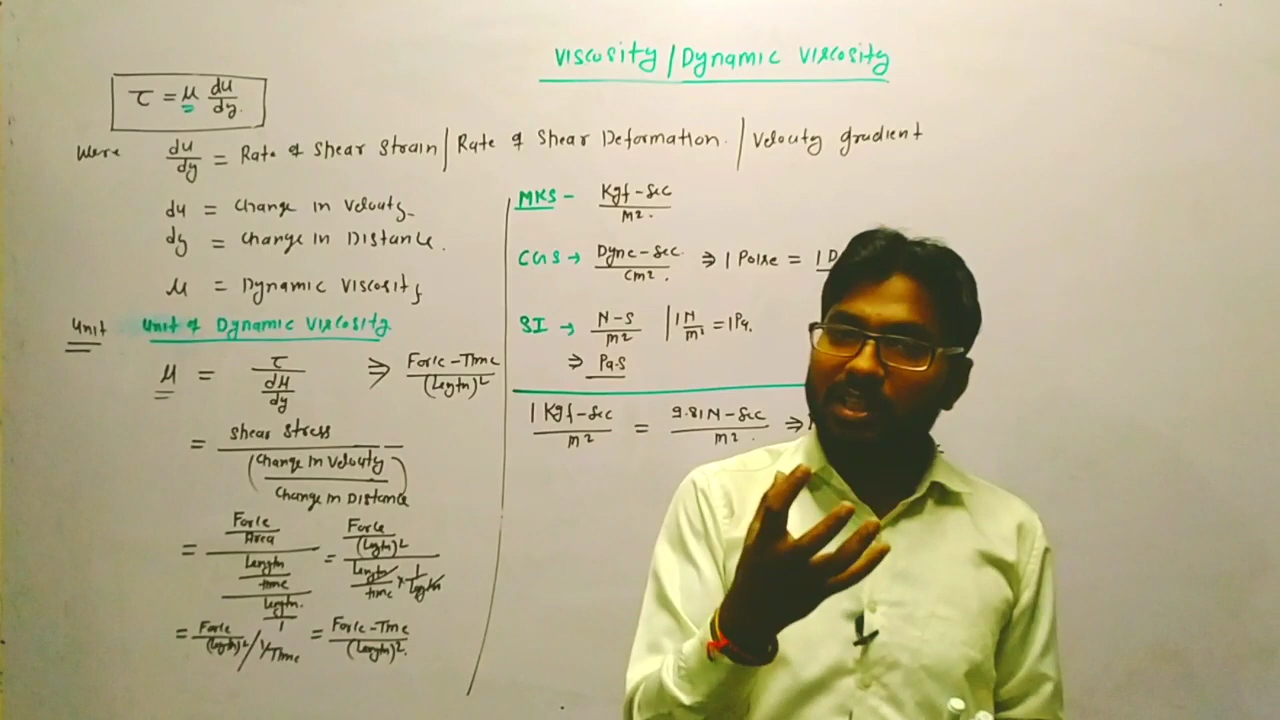 Viscosity / Dynamic Viscosity
τ = μ du/dy.
Were du/dy = Rate of Shear Strain / Rate of Shear Deformation. / Velocity gradient
du = Change in Velocity
dy = Change in Distance.
μ = Dynamic Viscosity
Unit Unit of Dynamic Viscosity
μ = τ / (du/dy) ⇒ Force-Time / (Length)²
= Shear Stress / (Change in Velocity / Change in Distance)
= (Force / Area) / ((Length / time) / (Length. / 1)) = (Force / (Length)²) / (Length / time × 1 / Length)
= Force / (Length)² / 1/Time = Force-Time / (Length)².
MKS - Kgf-Sec / m².
CGS → Dyne-Sec. / Cm². ⇒ 1 Poise = 1 D
SI → N-S / m² | 1N / m² = 1Pa.
⇒ Pa.S
1 Kgf-Sec / m² = 9.81N-Sec / m². ⇒